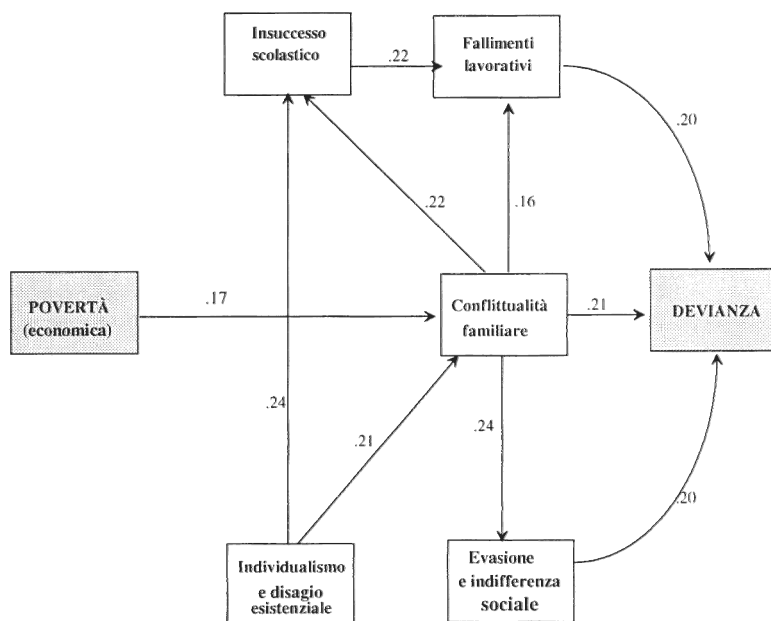 Insuccesso
scolastico
.22
Fallimenti
lavorativi
.20
.22
.16
POVERTÀ
(economica)
.17
Conflittualità
familiare
.21
DEVIANZA
.24
.21
.24
.20
Individualismo
e disagio
esistenziale
Evasione
e indifferenza
sociale